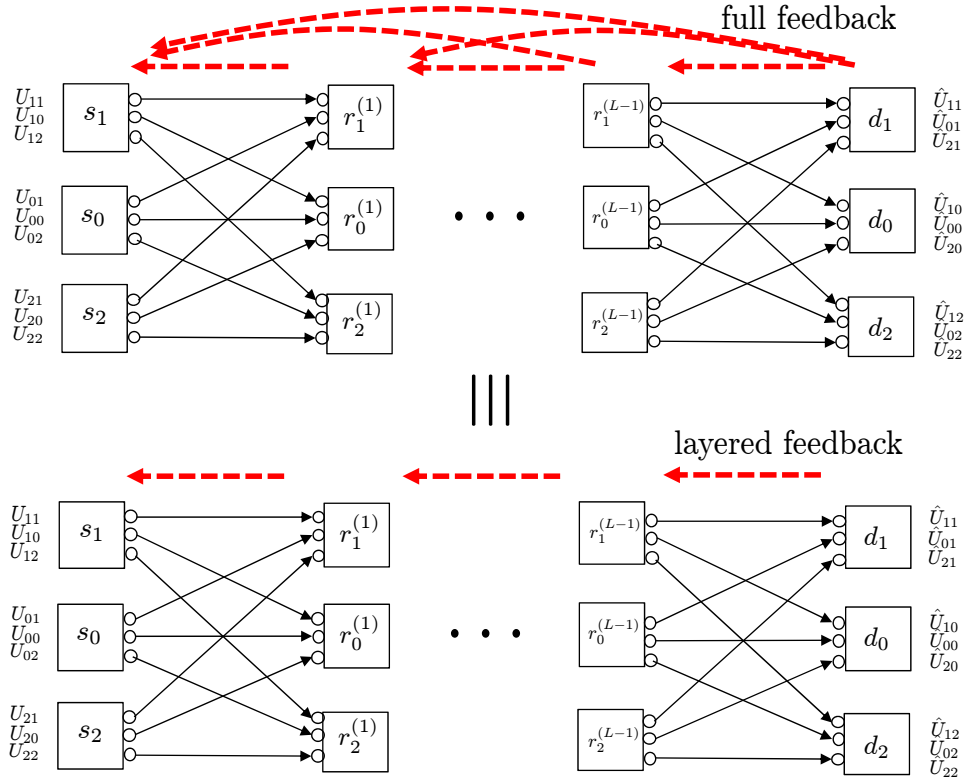 full feedback
U₁₁ U₁₀ U₁₂ s₁ r₁⁽¹⁾ r₁⁽ᴸ⁻¹⁾ d₁ Û₁₁ Û₀₁ Û₂₁
U₀₁ U₀₀ U₀₂ s₀ r₀⁽¹⁾ • • • r₀⁽ᴸ⁻¹⁾ d₀ Û₁₀ Û₀₀ Û₂₀
U₂₁ U₂₀ U₂₂ s₂ r₂⁽¹⁾ r₂⁽ᴸ⁻¹⁾ d₂ Û₁₂ Û₀₂ Û₂₂
layered feedback
U₁₁ U₁₀ U₁₂ s₁ r₁⁽¹⁾ r₁⁽ᴸ⁻¹⁾ d₁ Û₁₁ Û₀₁ Û₂₁
U₀₁ U₀₀ U₀₂ s₀ r₀⁽¹⁾ • • • r₀⁽ᴸ⁻¹⁾ d₀ Û₁₀ Û₀₀ Û₂₀
U₂₁ U₂₀ U₂₂ s₂ r₂⁽¹⁾ r₂⁽ᴸ⁻¹⁾ d₂ Û₁₂ Û₀₂ Û₂₂